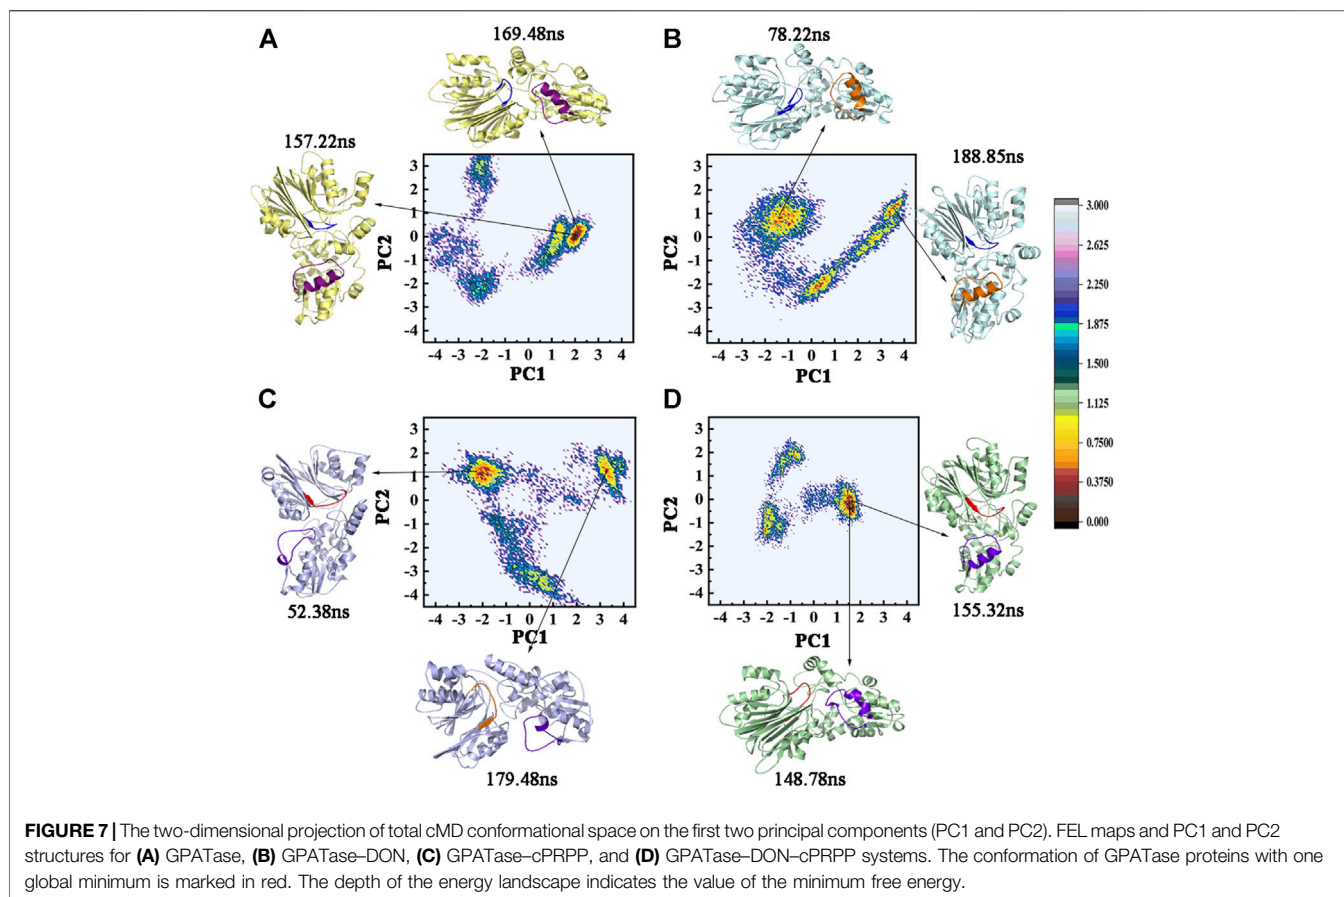 A
169.48ns
157.22ns
3
2
1
0
-1
-2
-3
-4
PC2
-4 -3 -2 -1 0 1 2 3 4
PC1
B
78.22ns
188.85ns
3
2
1
0
-1
-2
-3
-4
PC2
-4 -3 -2 -1 0 1 2 3 4
PC1
3.000
2.625
2.250
1.875
1.500
1.125
0.7500
0.3750
0.000
C
52.38ns
3
2
1
0
-1
-2
-3
-4
PC2
-4 -3 -2 -1 0 1 2 3 4
PC1
179.48ns
D
3
2
1
0
-1
-2
-3
-4
PC2
-4 -3 -2 -1 0 1 2 3 4
PC1
155.32ns
148.78ns
FIGURE 7 | The two-dimensional projection of total cMD conformational space on the first two principal components (PC1 and PC2). FEL maps and PC1 and PC2
structures for (A) GPATase, (B) GPATase–DON, (C) GPATase–cPRPP, and (D) GPATase–DON–cPRPP systems. The conformation of GPATase proteins with one
global minimum is marked in red. The depth of the energy landscape indicates the value of the minimum free energy.